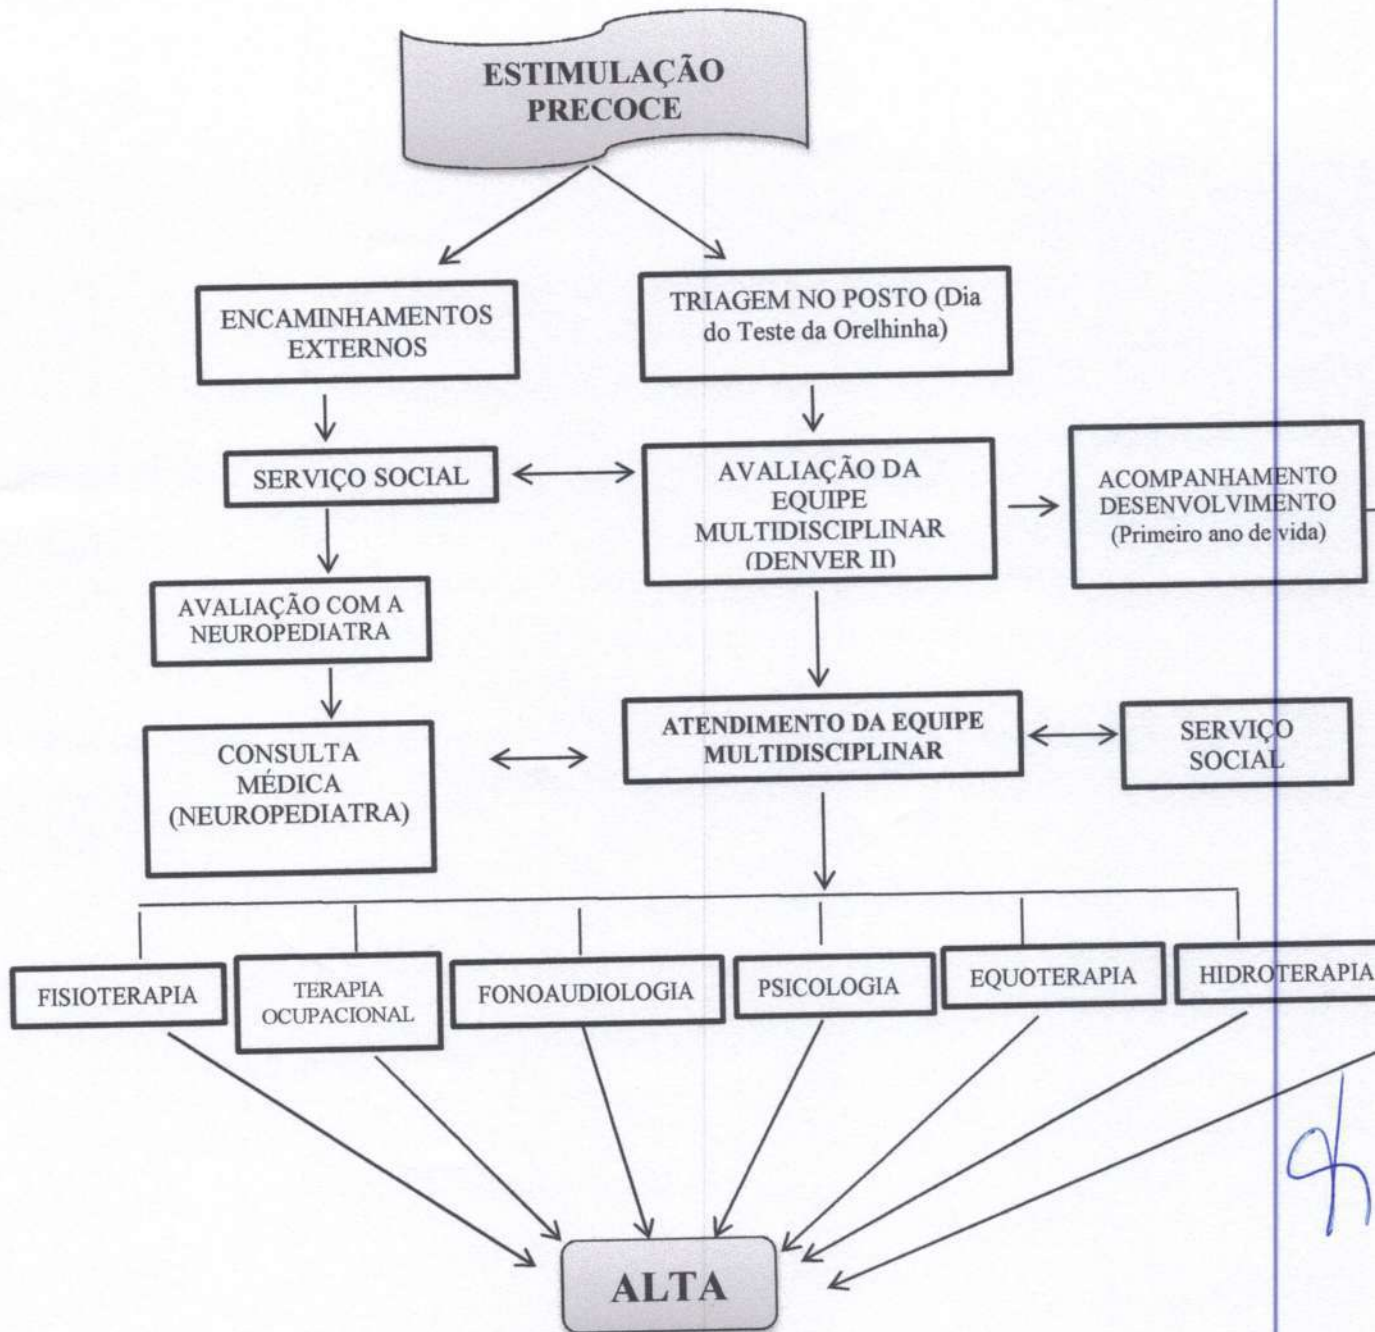 ESTIMULAÇÃO
PRECOCE
ENCAMINHAMENTOS
EXTERNOS
TRIAGEM NO POSTO (Dia
do Teste da Orelhinha)
SERVIÇO SOCIAL
AVALIAÇÃO DA
EQUIPE
MULTIDISCIPLINAR
(DENVER II)
ACOMPANHAMENTO
DESENVOLVIMENTO
(Primeiro ano de vida)
AVALIAÇÃO COM A
NEUROPEDIATRA
CONSULTA
MÉDICA
(NEUROPEDIATRA)
ATENDIMENTO DA EQUIPE
MULTIDISCIPLINAR
SERVIÇO
SOCIAL
FISIOTERAPIA
TERAPIA
OCUPACIONAL
FONOAUDIOLOGIA
PSICOLOGIA
EQUOTERAPIA
HIDROTERAPIA
ALTA